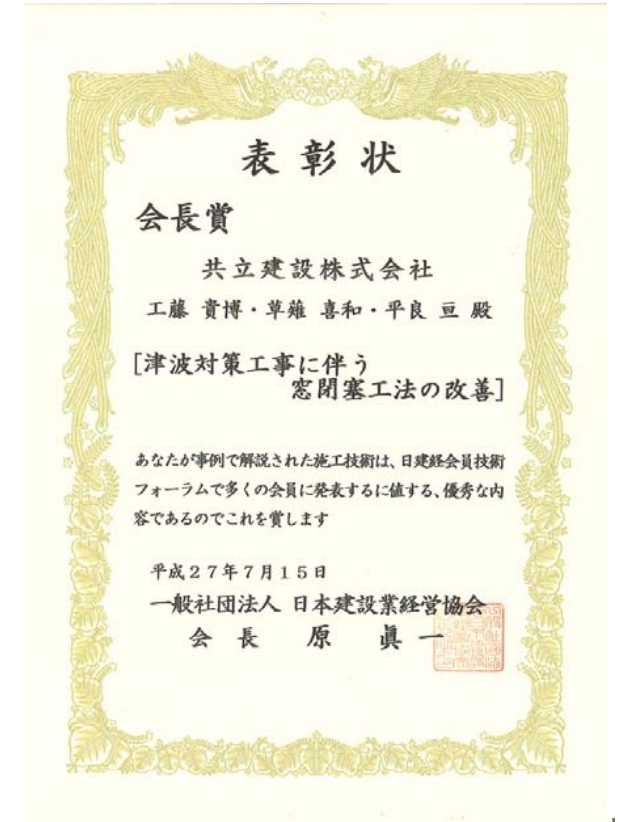 表彰状
会長賞
共立建設株式会社
工藤 貴博・草薙 喜和・平良 亘 殿
[津波対策工事に伴う
窓閉塞工法の改善]
あなたが事例で解説された施工技術は、日建経会員技術
フォーラムで多くの会員に発表するに値する、優秀な内
容であるのでこれを賞します
平成27年7月15日
一般社団法人 日本建設業経営協会
会長 原 眞一